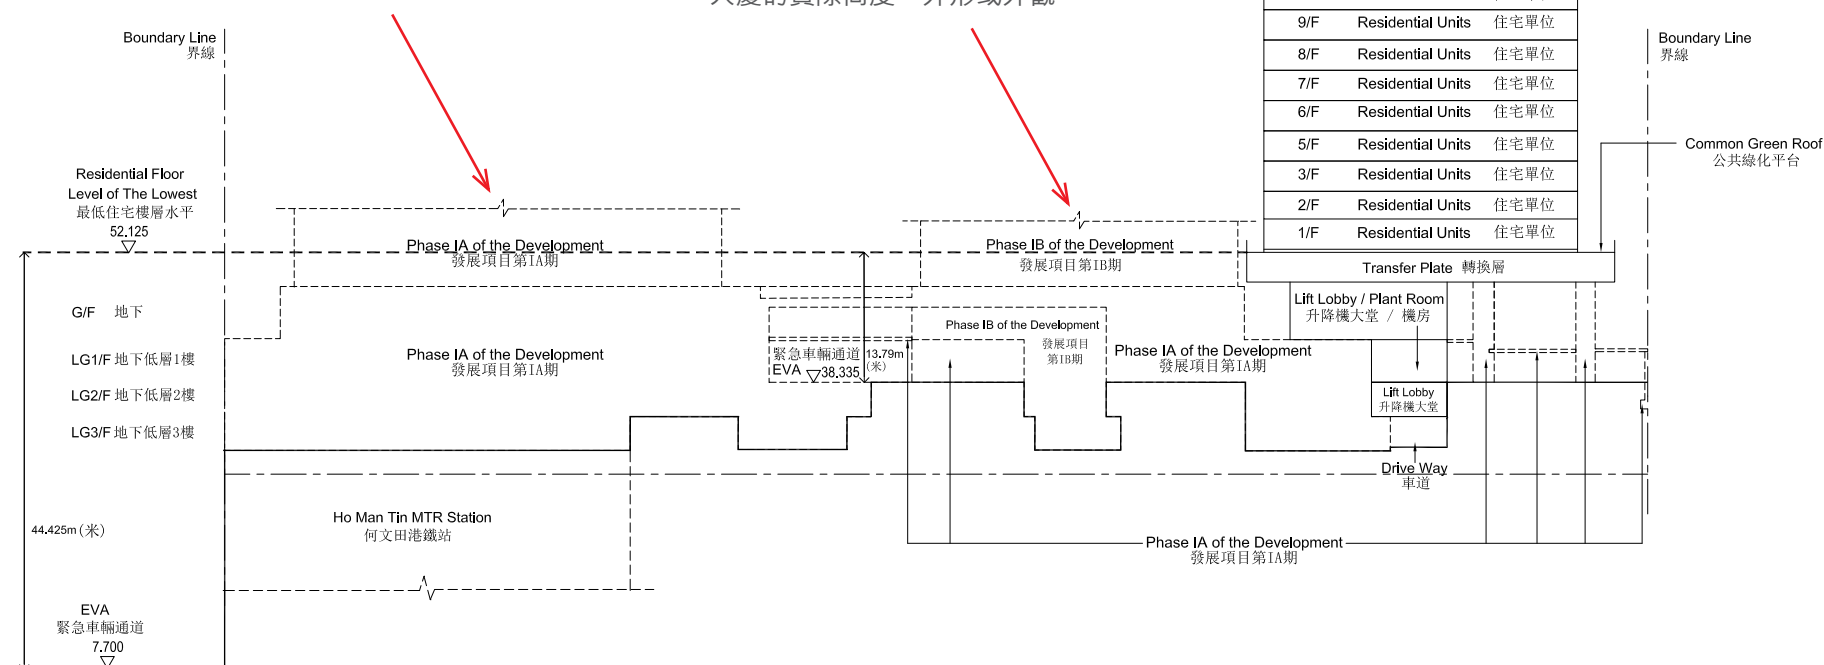 大廈的實際高度、外形或外觀
9/F Residential Units 住宅單位
8/F Residential Units 住宅單位
7/F Residential Units 住宅單位
6/F Residential Units 住宅單位
5/F Residential Units 住宅單位
3/F Residential Units 住宅單位
2/F Residential Units 住宅單位
1/F Residential Units 住宅單位
Boundary Line
界線
Boundary Line
界線
Common Green Roof
公共綠化平台
Residential Floor
Level of The Lowest
最低住宅樓層水平
52.125
Phase IA of the Development
發展項目第IA期
Phase IB of the Development
發展項目第IB期
Transfer Plate 轉換層
Lift Lobby / Plant Room
升降機大堂 / 機房
G/F 地下
LG1/F 地下低層1樓
LG2/F 地下低層2樓
LG3/F 地下低層3樓
Phase IA of the Development
發展項目第IA期
緊急車輛通道
EVA 38.335
13.79m
(米)
Phase IB of the Development
發展項目
第IB期
Phase IA of the Development
發展項目第IA期
Lift Lobby
升降機大堂
Drive Way
車道
Ho Man Tin MTR Station
何文田港鐵站
44.425m (米)
Phase IA of the Development
發展項目第IA期
EVA
緊急車輛通道
7.700